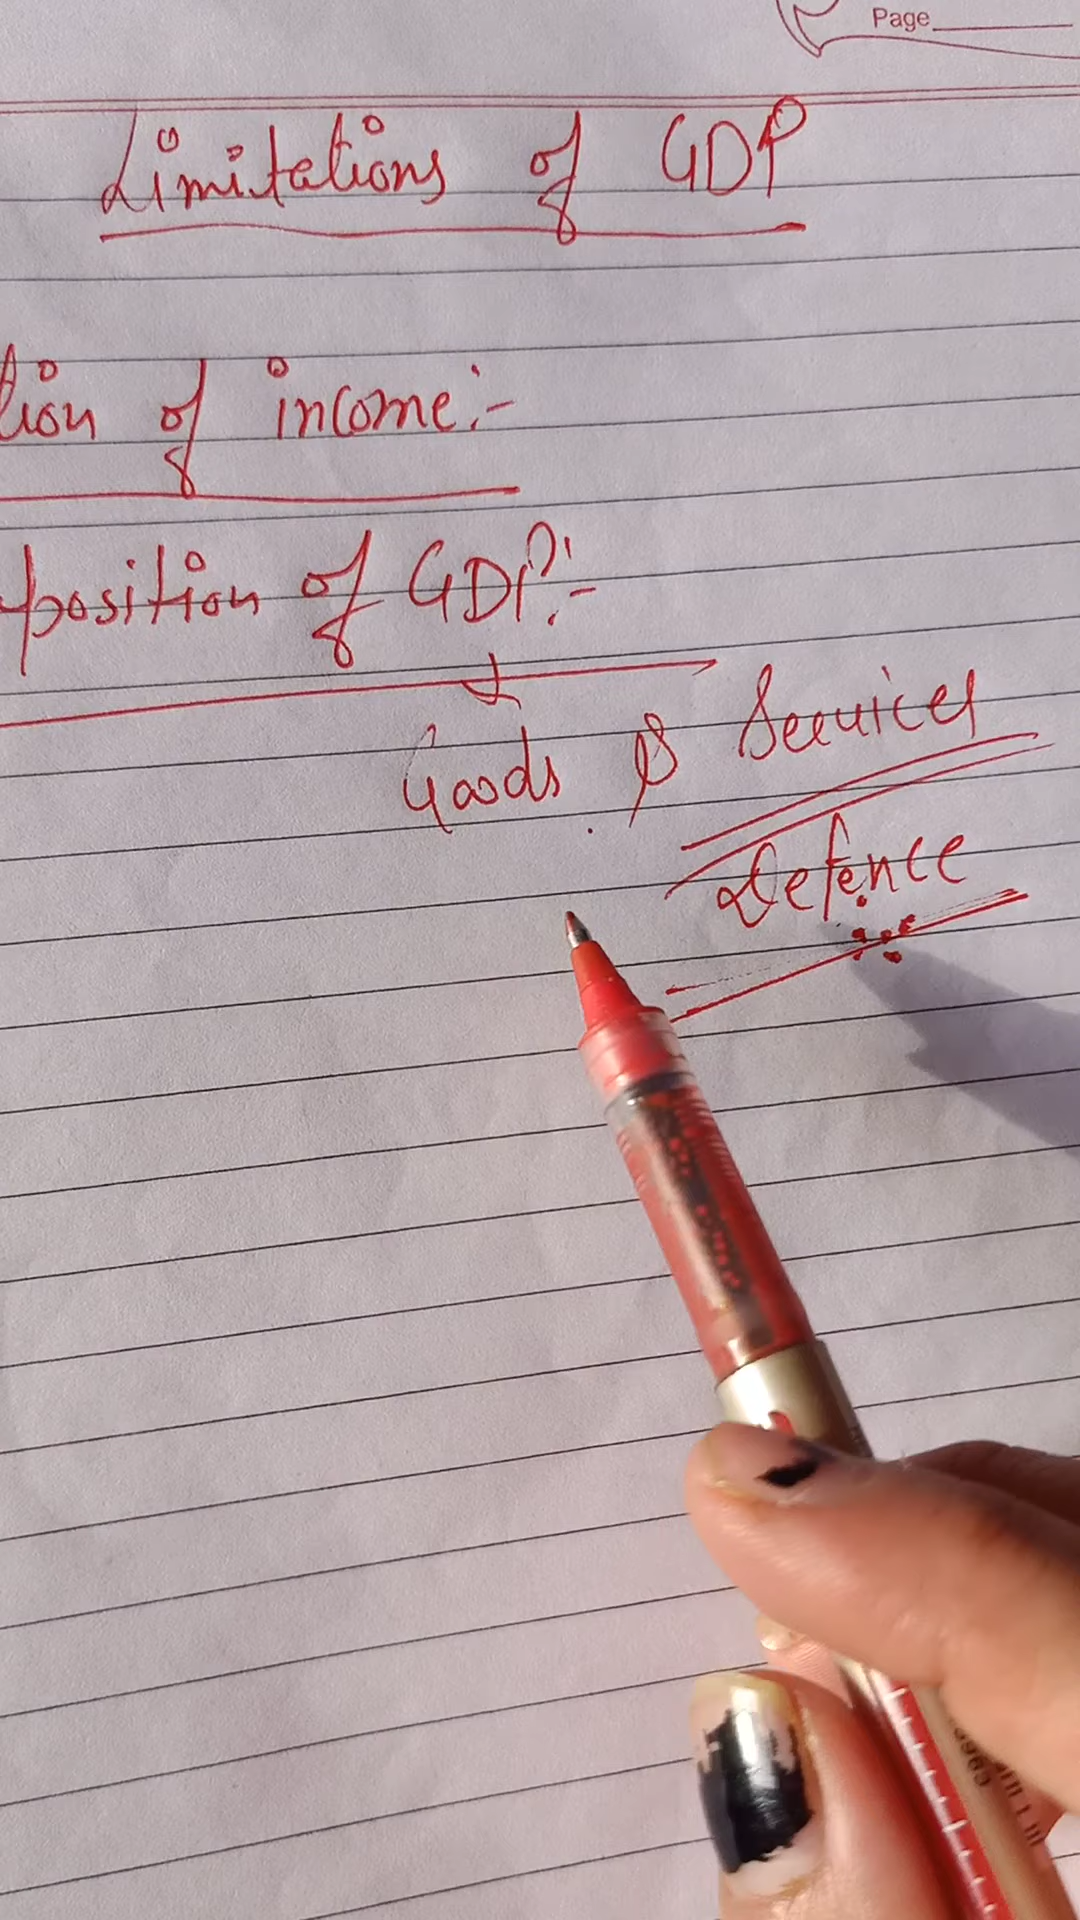 Page
Limitations of GDP
tion of income:-
position of GDP:-
Goods & Services
Defence